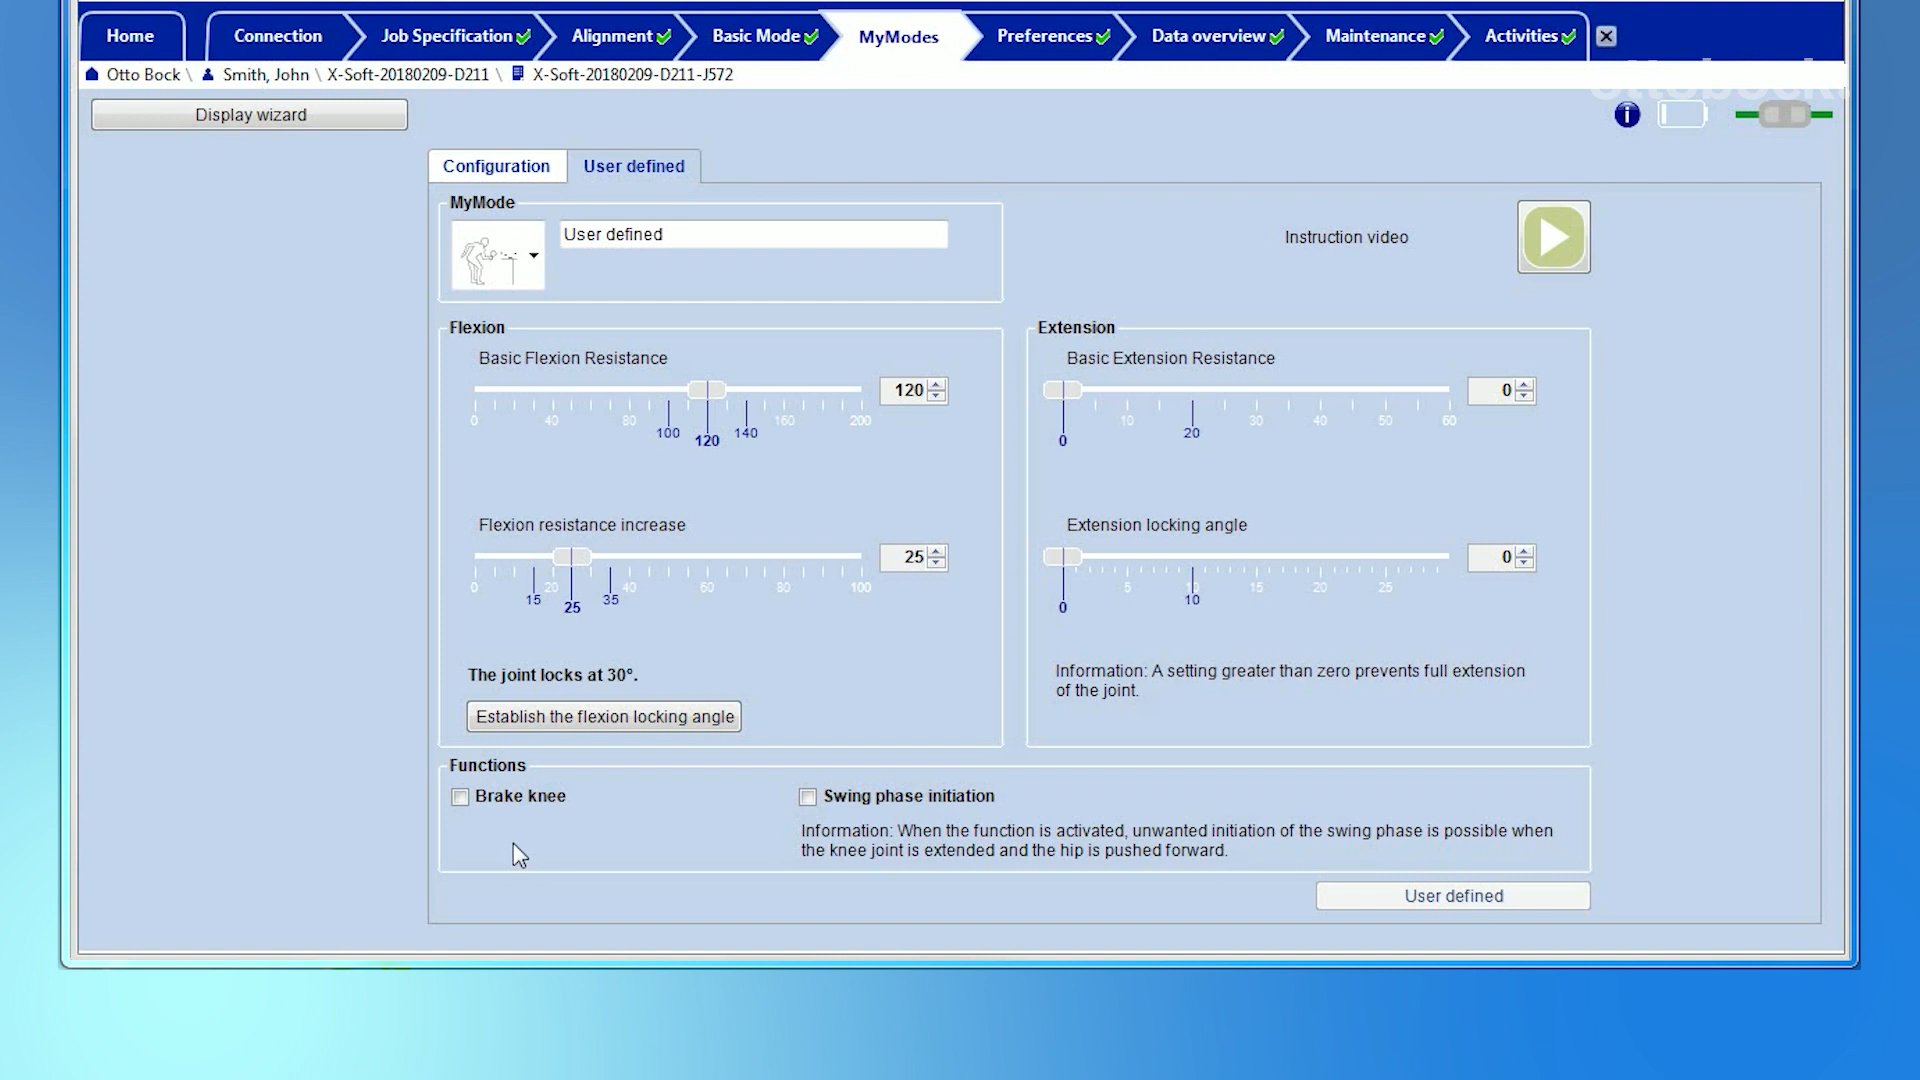 Home
Connection
Job Specification
Alignment
Basic Mode
MyModes
Preferences
Data overview
Maintenance
Activities
Otto Bock \ Smith, John \ X-Soft-20180209-D211 \ X-Soft-20180209-D211-J572
Display wizard
Configuration
User defined
MyMode
User defined
Instruction video
Flexion
Basic Flexion Resistance
120
0 40 80 160 200
100 120 140
Flexion resistance increase
25
0 20 40 60 80 100
15 25 35
The joint locks at 30°.
Establish the flexion locking angle
Extension
Basic Extension Resistance
0
10 30 40 50 60
0 20
Extension locking angle
0
5 15 20 25
0 10
Information: A setting greater than zero prevents full extension
of the joint.
Functions
Brake knee
Swing phase initiation
Information: When the function is activated, unwanted initiation of the swing phase is possible when
the knee joint is extended and the hip is pushed forward.
User defined